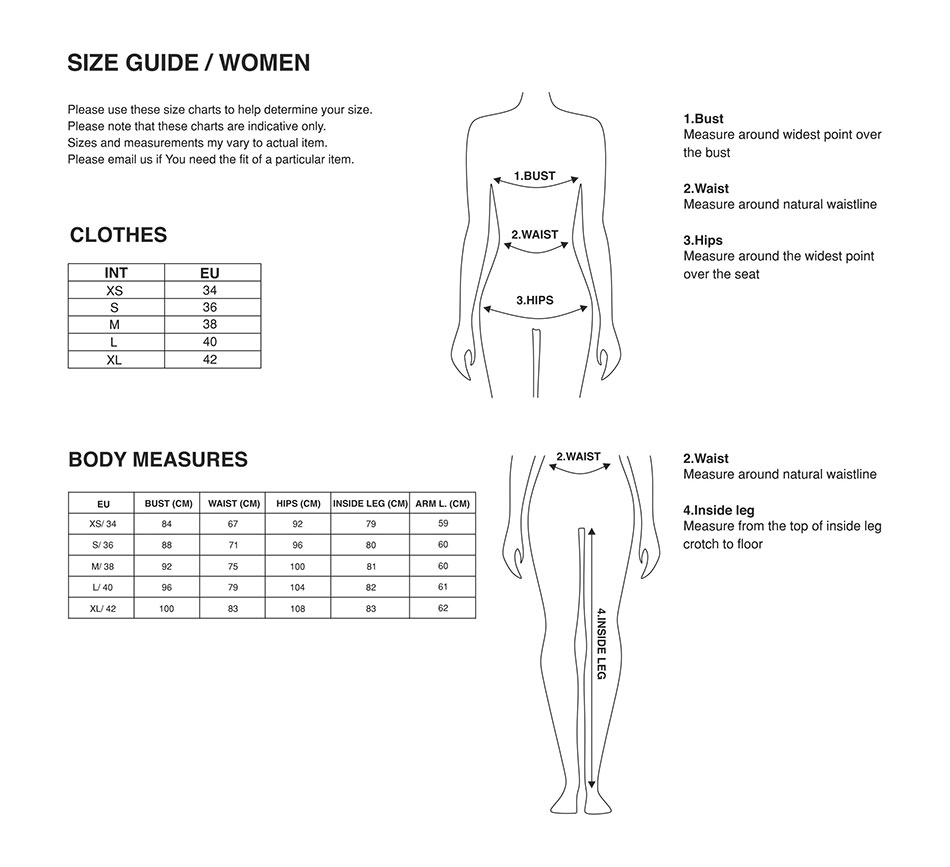 SIZE GUIDE / WOMEN
Please use these size charts to help determine your size.
Please note that these charts are indicative only.
Sizes and measurements my vary to actual item.
Please email us if You need the fit of a particular item.
CLOTHES
INT EU
XS 34
S 36
M 38
L 40
XL 42
1.BUST
2.WAIST
3.HIPS
1.Bust
Measure around widest point over
the bust
2.Waist
Measure around natural waistline
3.Hips
Measure around the widest point
over the seat
BODY MEASURES
EU BUST (CM) WAIST (CM) HIPS (CM) INSIDE LEG (CM) ARM L. (CM)
XS/ 34 84 67 92 79 59
S/ 36 88 71 96 80 60
M/ 38 92 75 100 81 60
L/ 40 96 79 104 82 61
XL/ 42 100 83 108 83 62
2.WAIST
4.INSIDE LEG
2.Waist
Measure around natural waistline
4.Inside leg
Measure from the top of inside leg
crotch to floor